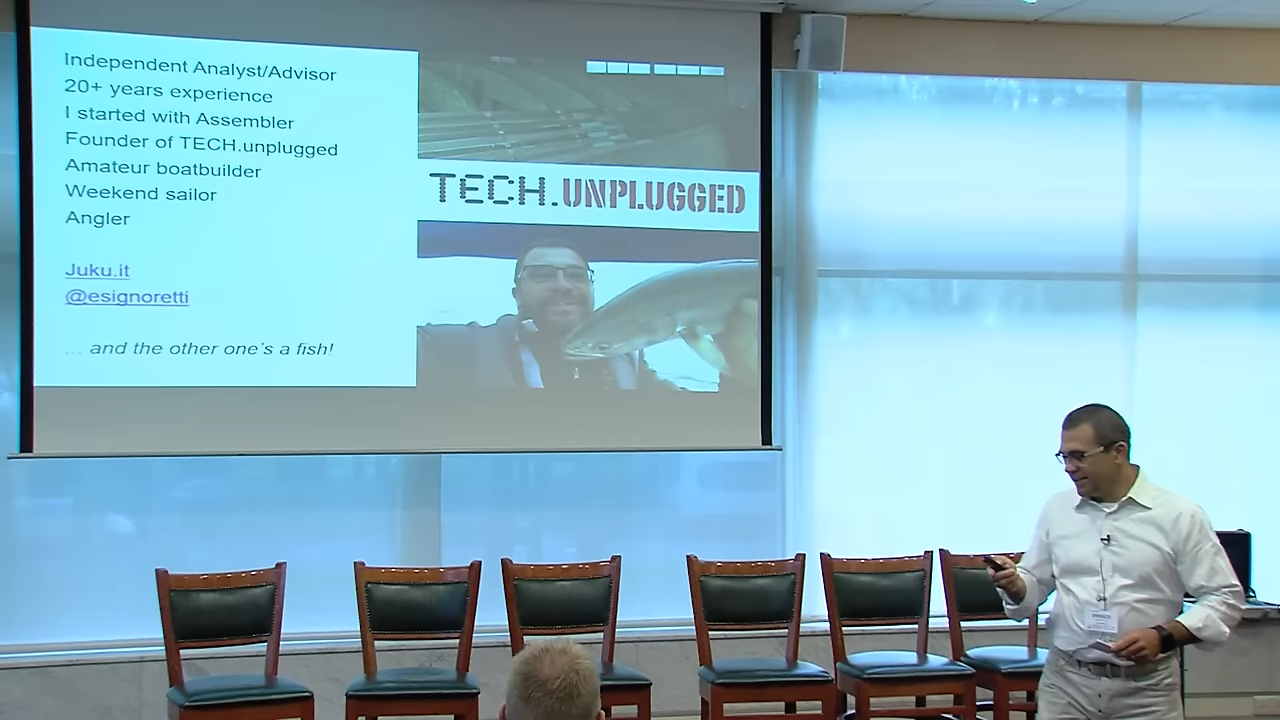 Independent Analyst/Advisor
20+ years experience
I started with Assembler
Founder of TECH.unplugged
Amateur boatbuilder
Weekend sailor
Angler
Juku.it
@esignoretti
... and the other one's a fish!
TECH.UNPLUGGED